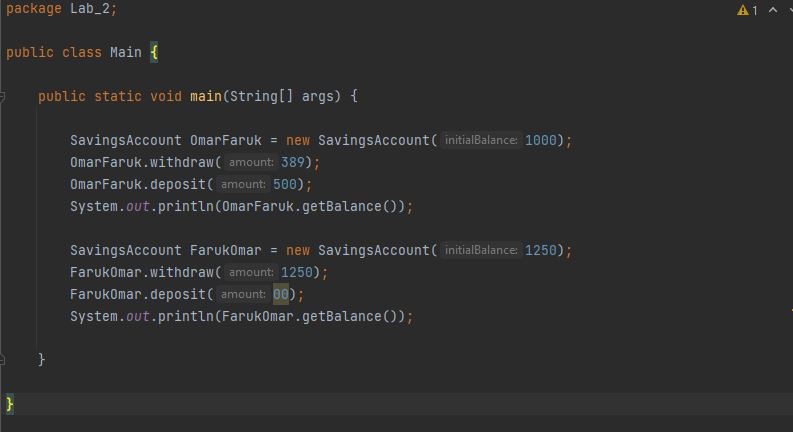 package Lab_2;
1
public class Main {
public static void main(String[] args) {
SavingsAccount OmarFaruk = new SavingsAccount( initialBalance: 1000);
OmarFaruk.withdraw( amount: 389);
OmarFaruk.deposit( amount: 500);
System.out.println(OmarFaruk.getBalance());
SavingsAccount FarukOmar = new SavingsAccount( initialBalance: 1250);
FarukOmar.withdraw( amount: 1250);
FarukOmar.deposit( amount: 00);
System.out.println(FarukOmar.getBalance());
}
}